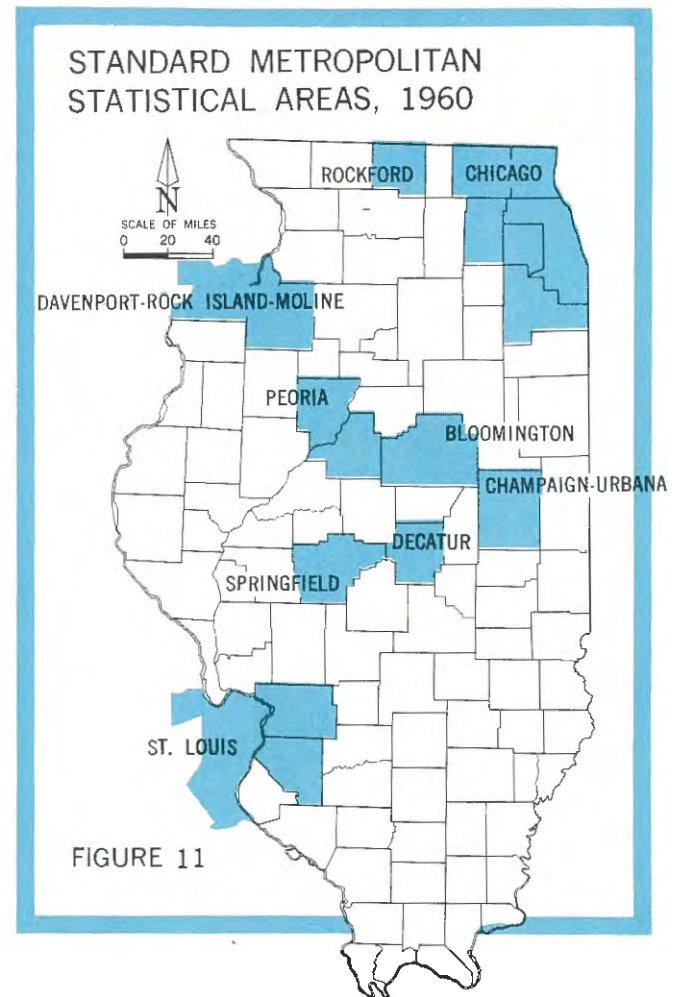 STANDARD METROPOLITAN
STATISTICAL AREAS, 1960
N
SCALE OF MILES
0 20 40
ROCKFORD
CHICAGO
DAVENPORT-ROCK ISLAND-MOLINE
PEORIA
BLOOMINGTON
CHAMPAIGN-URBANA
DECATUR
SPRINGFIELD
ST. LOUIS
FIGURE 11